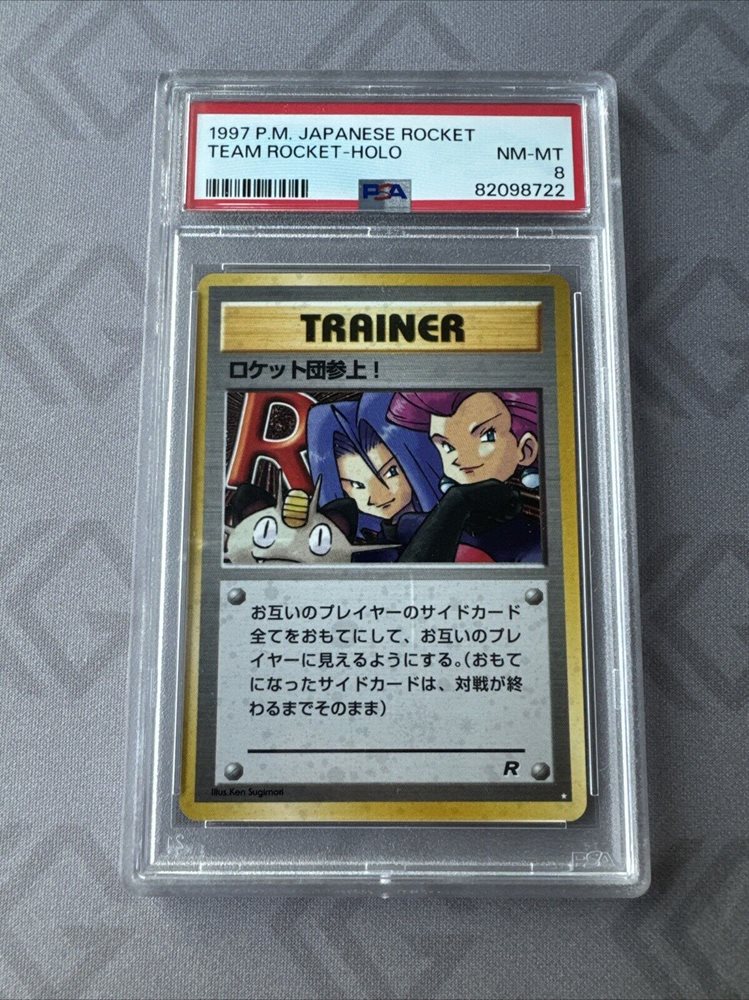 1997 P.M. JAPANESE ROCKET
TEAM ROCKET-HOLO NM-MT
8
PSA 82098722
TRAINER
ロケット団参上!
R
お互いのプレイヤーのサイドカード
全てをおもてにして、お互いのプレ
イヤーに見えるようにする。(おもて
になったサイドカードは、対戦が終
わるまでそのまま)
R
Illus.Ken Sugimori
PSA